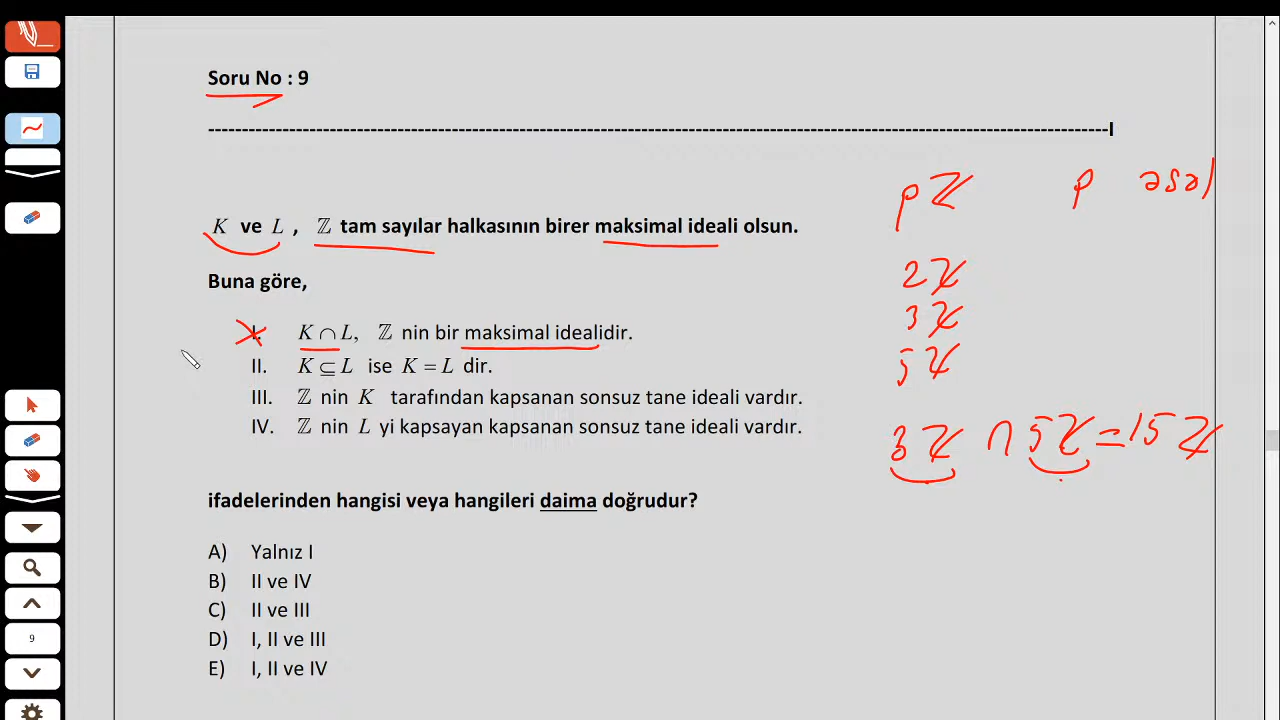 Soru No : 9
-----------------------------------------------------------------------------------------------------------------------------------I
pℤ p asal
K ve L , ℤ tam sayılar halkasının birer maksimal ideali olsun.
2ℤ
Buna göre,
3ℤ
I. K ∩ L, ℤ nin bir maksimal idealidir.
5ℤ
II. K ⊆ L ise K = L dir.
III. ℤ nin K tarafından kapsanan sonsuz tane ideali vardır.
IV. ℤ nin L yi kapsayan kapsanan sonsuz tane ideali vardır.
3ℤ ∩ 5ℤ = 15ℤ
ifadelerinden hangisi veya hangileri daima doğrudur?
A) Yalnız I
B) II ve IV
C) II ve III
D) I, II ve III
E) I, II ve IV
9